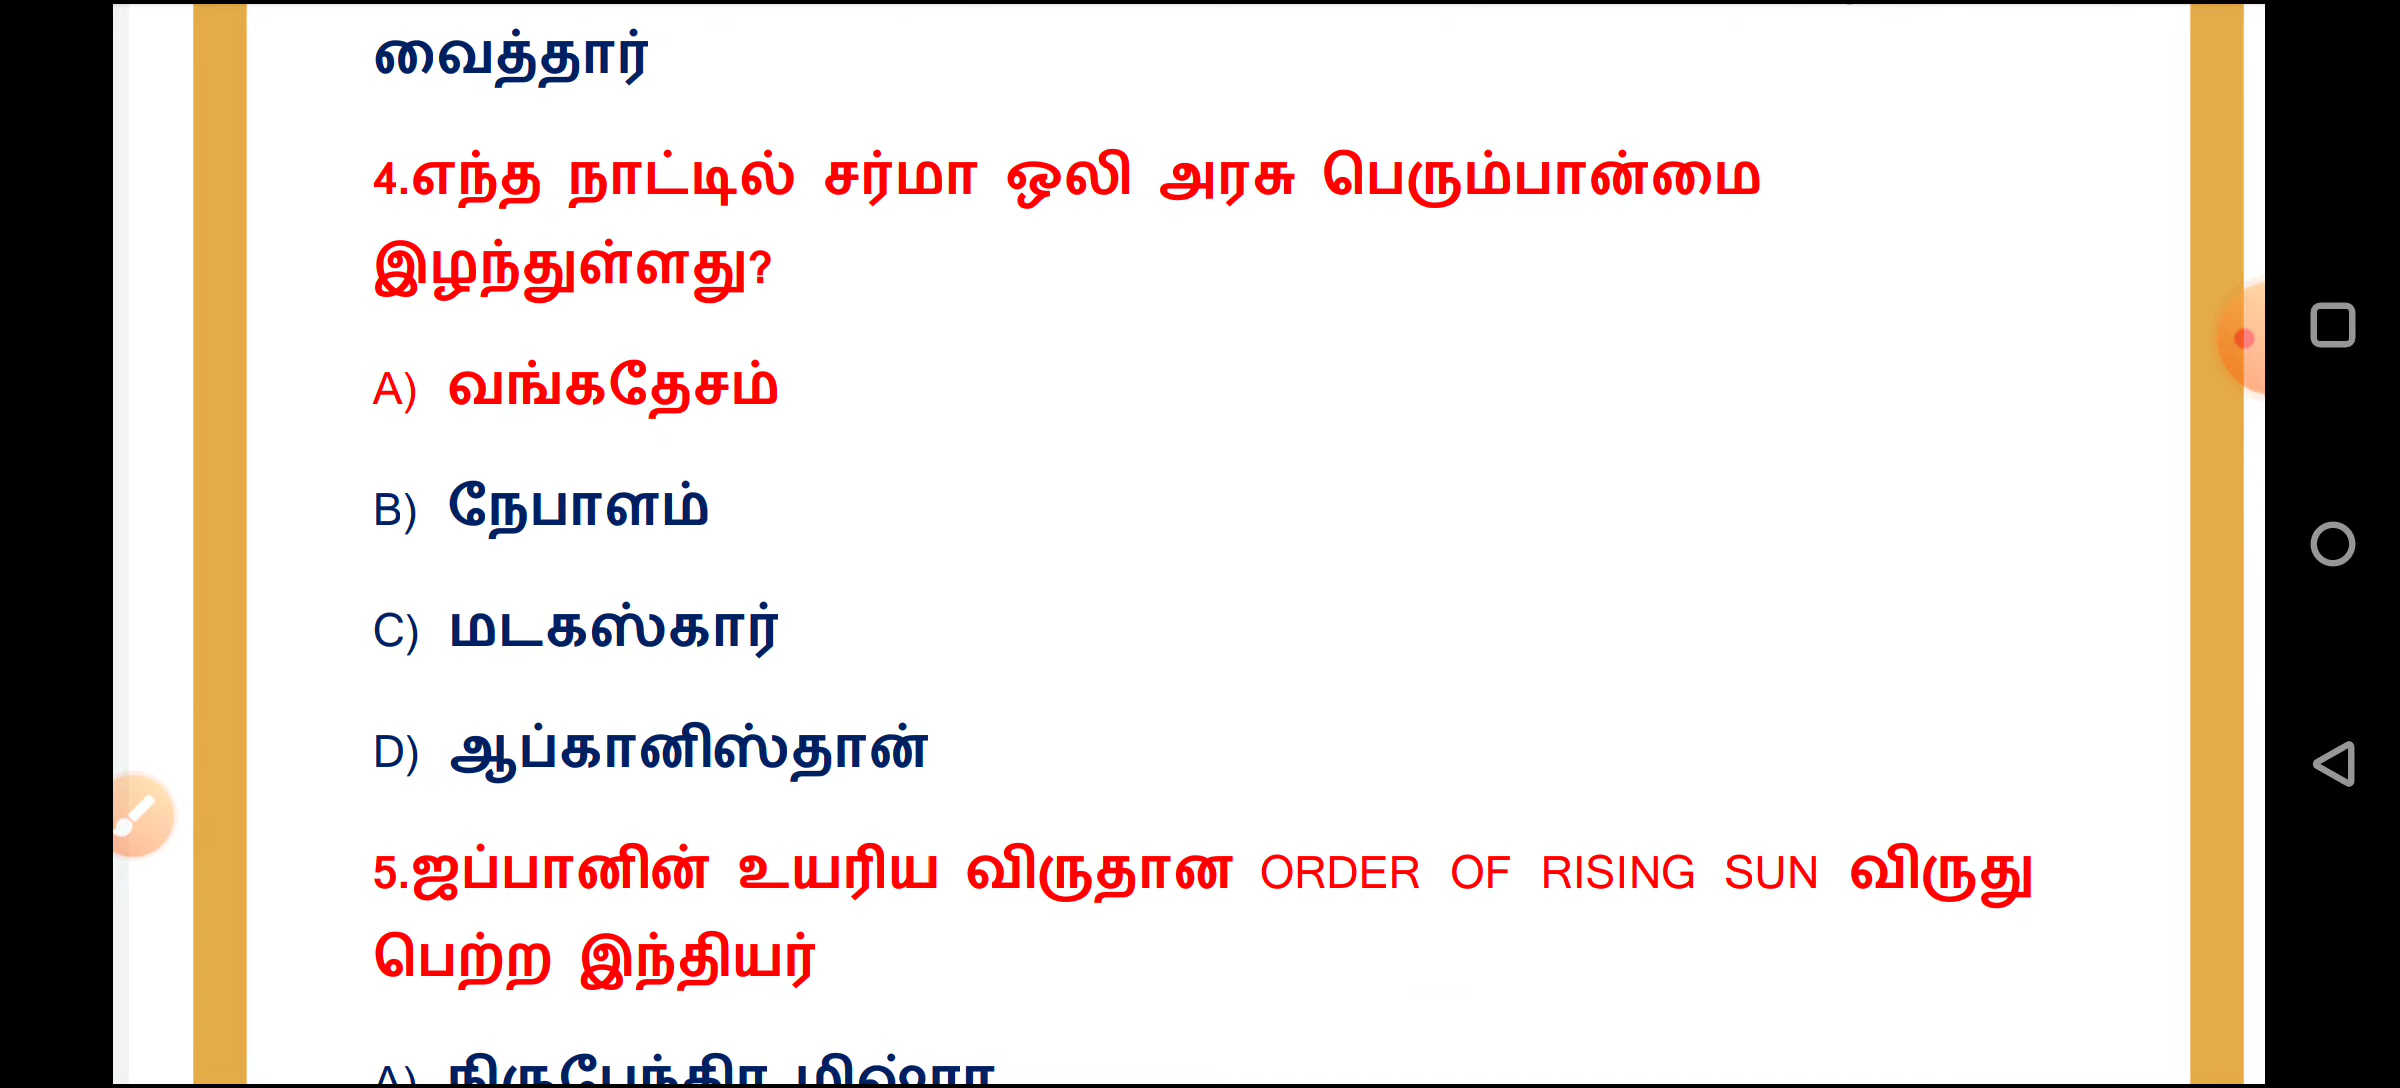 வைத்தார்
4.எந்த நாட்டில் சர்மா ஒலி அரசு பெரும்பான்மை
இழந்துள்ளது?
A) வங்கதேசம்
B) நேபாளம்
C) மடகஸ்கார்
D) ஆப்கானிஸ்தான்
5.ஜப்பானின் உயரிய விருதான ORDER OF RISING SUN விருது
பெற்ற இந்தியர்
A) நிருபேந்திர மிஷ்ரா